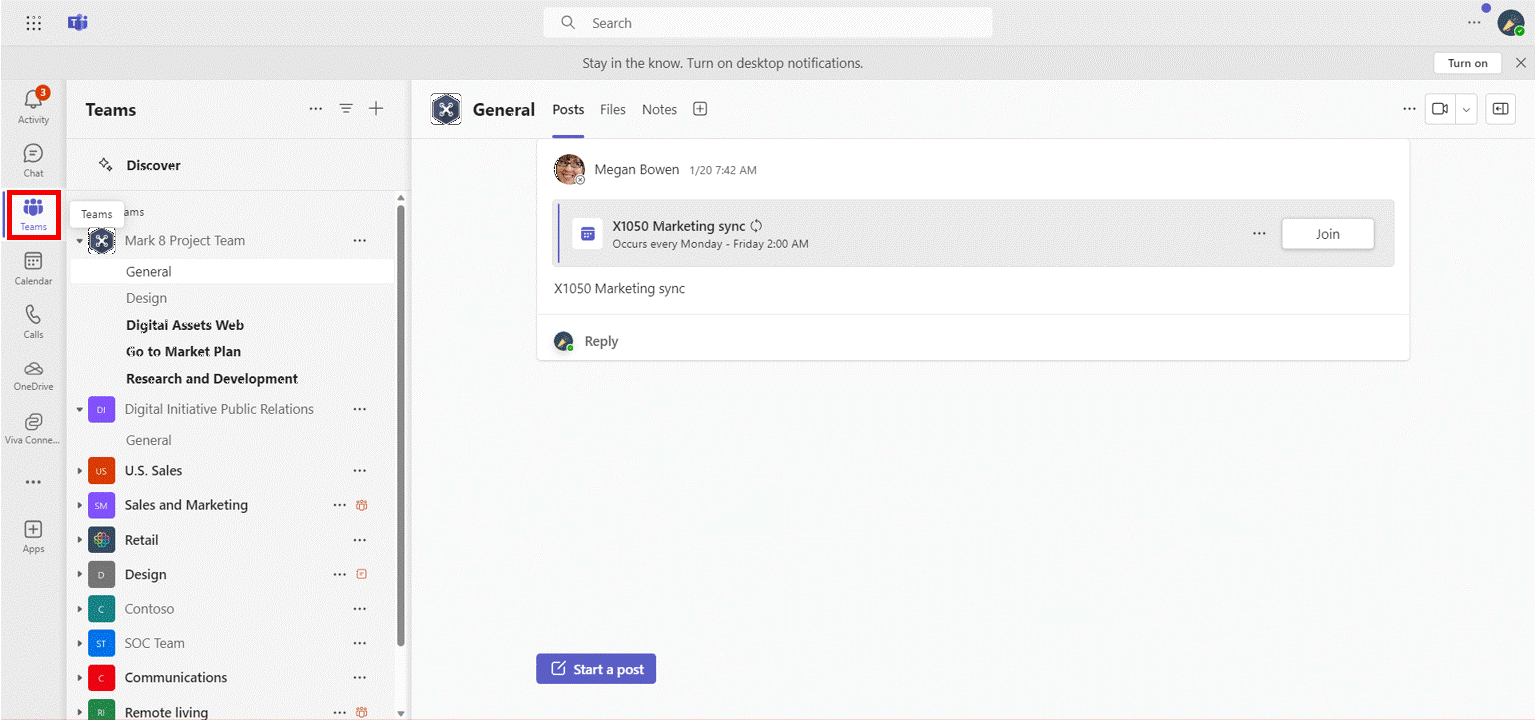 Search
Stay in the know. Turn on desktop notifications.
Turn on
3
Activity
Chat
Teams
Calendar
Calls
OneDrive
Viva Conne...
Apps
Teams
Discover
Teams
ams
Mark 8 Project Team
General
Design
Digital Assets Web
Go to Market Plan
Research and Development
DI Digital Initiative Public Relations
General
US U.S. Sales
SM Sales and Marketing
Retail
D Design
C Contoso
ST SOC Team
C Communications
RI Remote living
General Posts Files Notes
Megan Bowen 1/20 7:42 AM
X1050 Marketing sync
Occurs every Monday - Friday 2:00 AM
Join
X1050 Marketing sync
Reply
Start a post